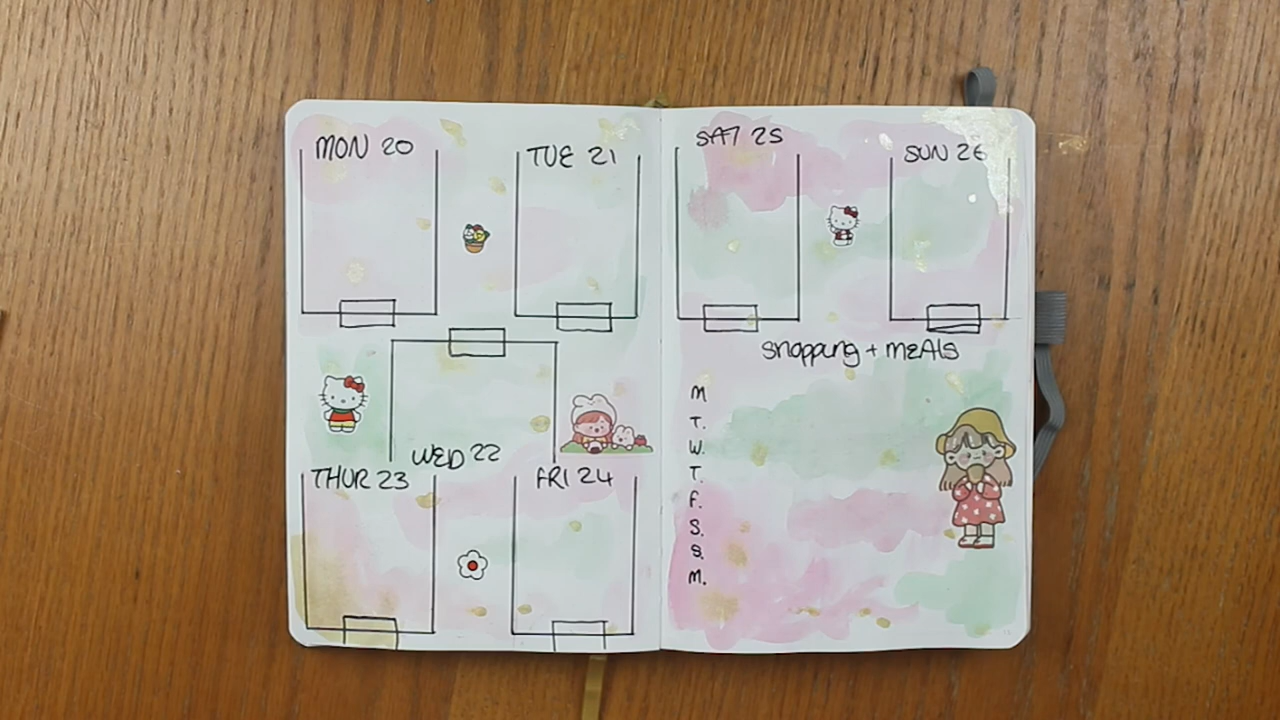 MON 20
TUE 21
WED 22
THUR 23
FRI 24
SAT 25
SUN 26
Shopping + MEALS
M
T.
W.
T.
F.
S.
S.
M.